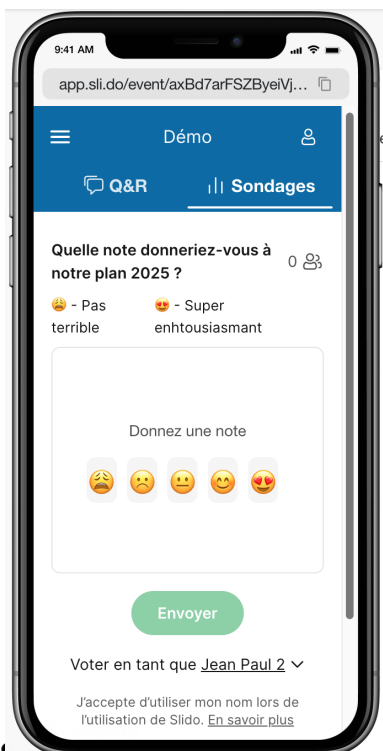 9:41 AM
app.sli.do/event/axBd7arFSZByeiVj...
Démo
Q&R
Sondages
Quelle note donneriez-vous à
notre plan 2025 ?
0
😩 - Pas
terrible
😍 - Super
enhtousiasmant
Donnez une note
Envoyer
Voter en tant que Jean Paul 2
J'accepte d'utiliser mon nom lors de
l'utilisation de Slido. En savoir plus